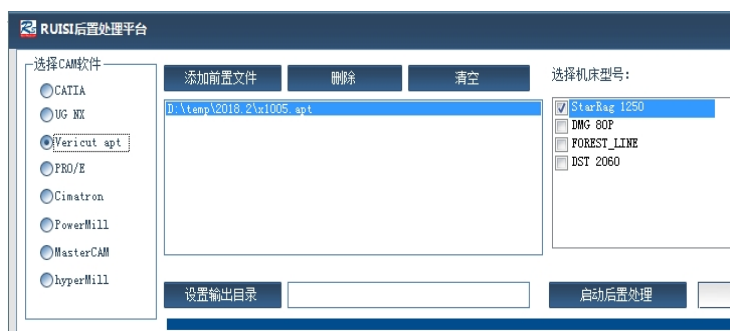 RUISI后置处理平台
选择CAM软件
CATIA
UG NX
Vericut apt
PRO/E
Cimatron
PowerMill
MasterCAM
hyperMill
添加前置文件
删除
清空
D:\temp\2018.2\x1005.apt
设置输出目录
选择机床型号：
StarRag 1250
DMG 80P
FOREST_LINE
DST 2060
启动后置处理